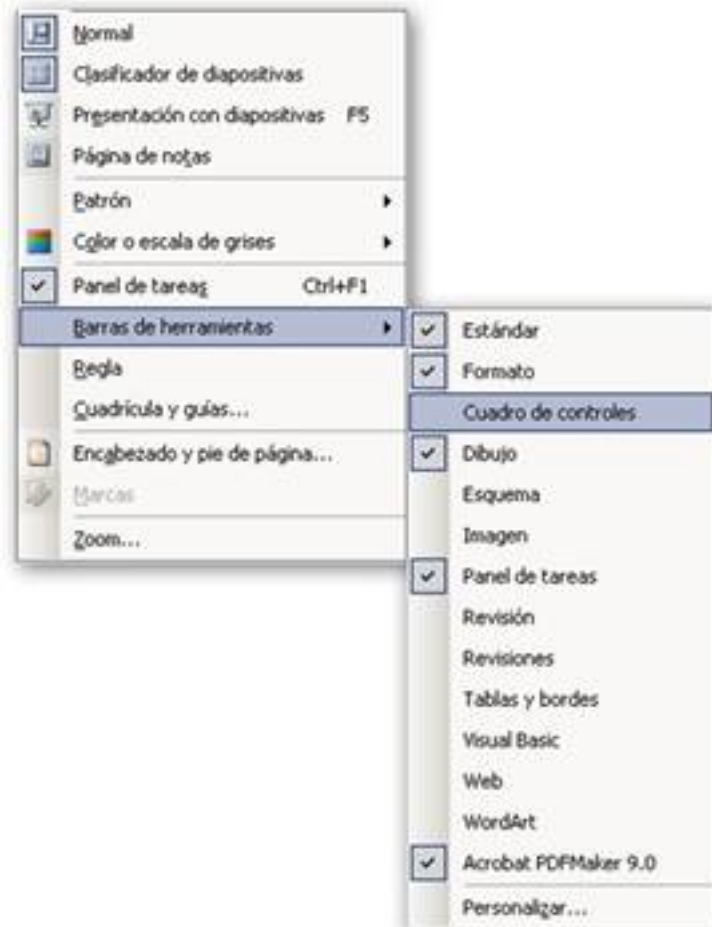 Normal
Clasificador de diapositivas
Presentación con diapositivas F5
Página de notas
Patrón
Color o escala de grises
Panel de tareas Ctrl+F1
Barras de herramientas
Regla
Cuadrícula y guías...
Encabezado y pie de página...
Marcas
Zoom...
Estándar
Formato
Cuadro de controles
Dibujo
Esquema
Imagen
Panel de tareas
Revisión
Revisiones
Tablas y bordes
Visual Basic
Web
WordArt
Acrobat PDFMaker 9.0
Personalizar...